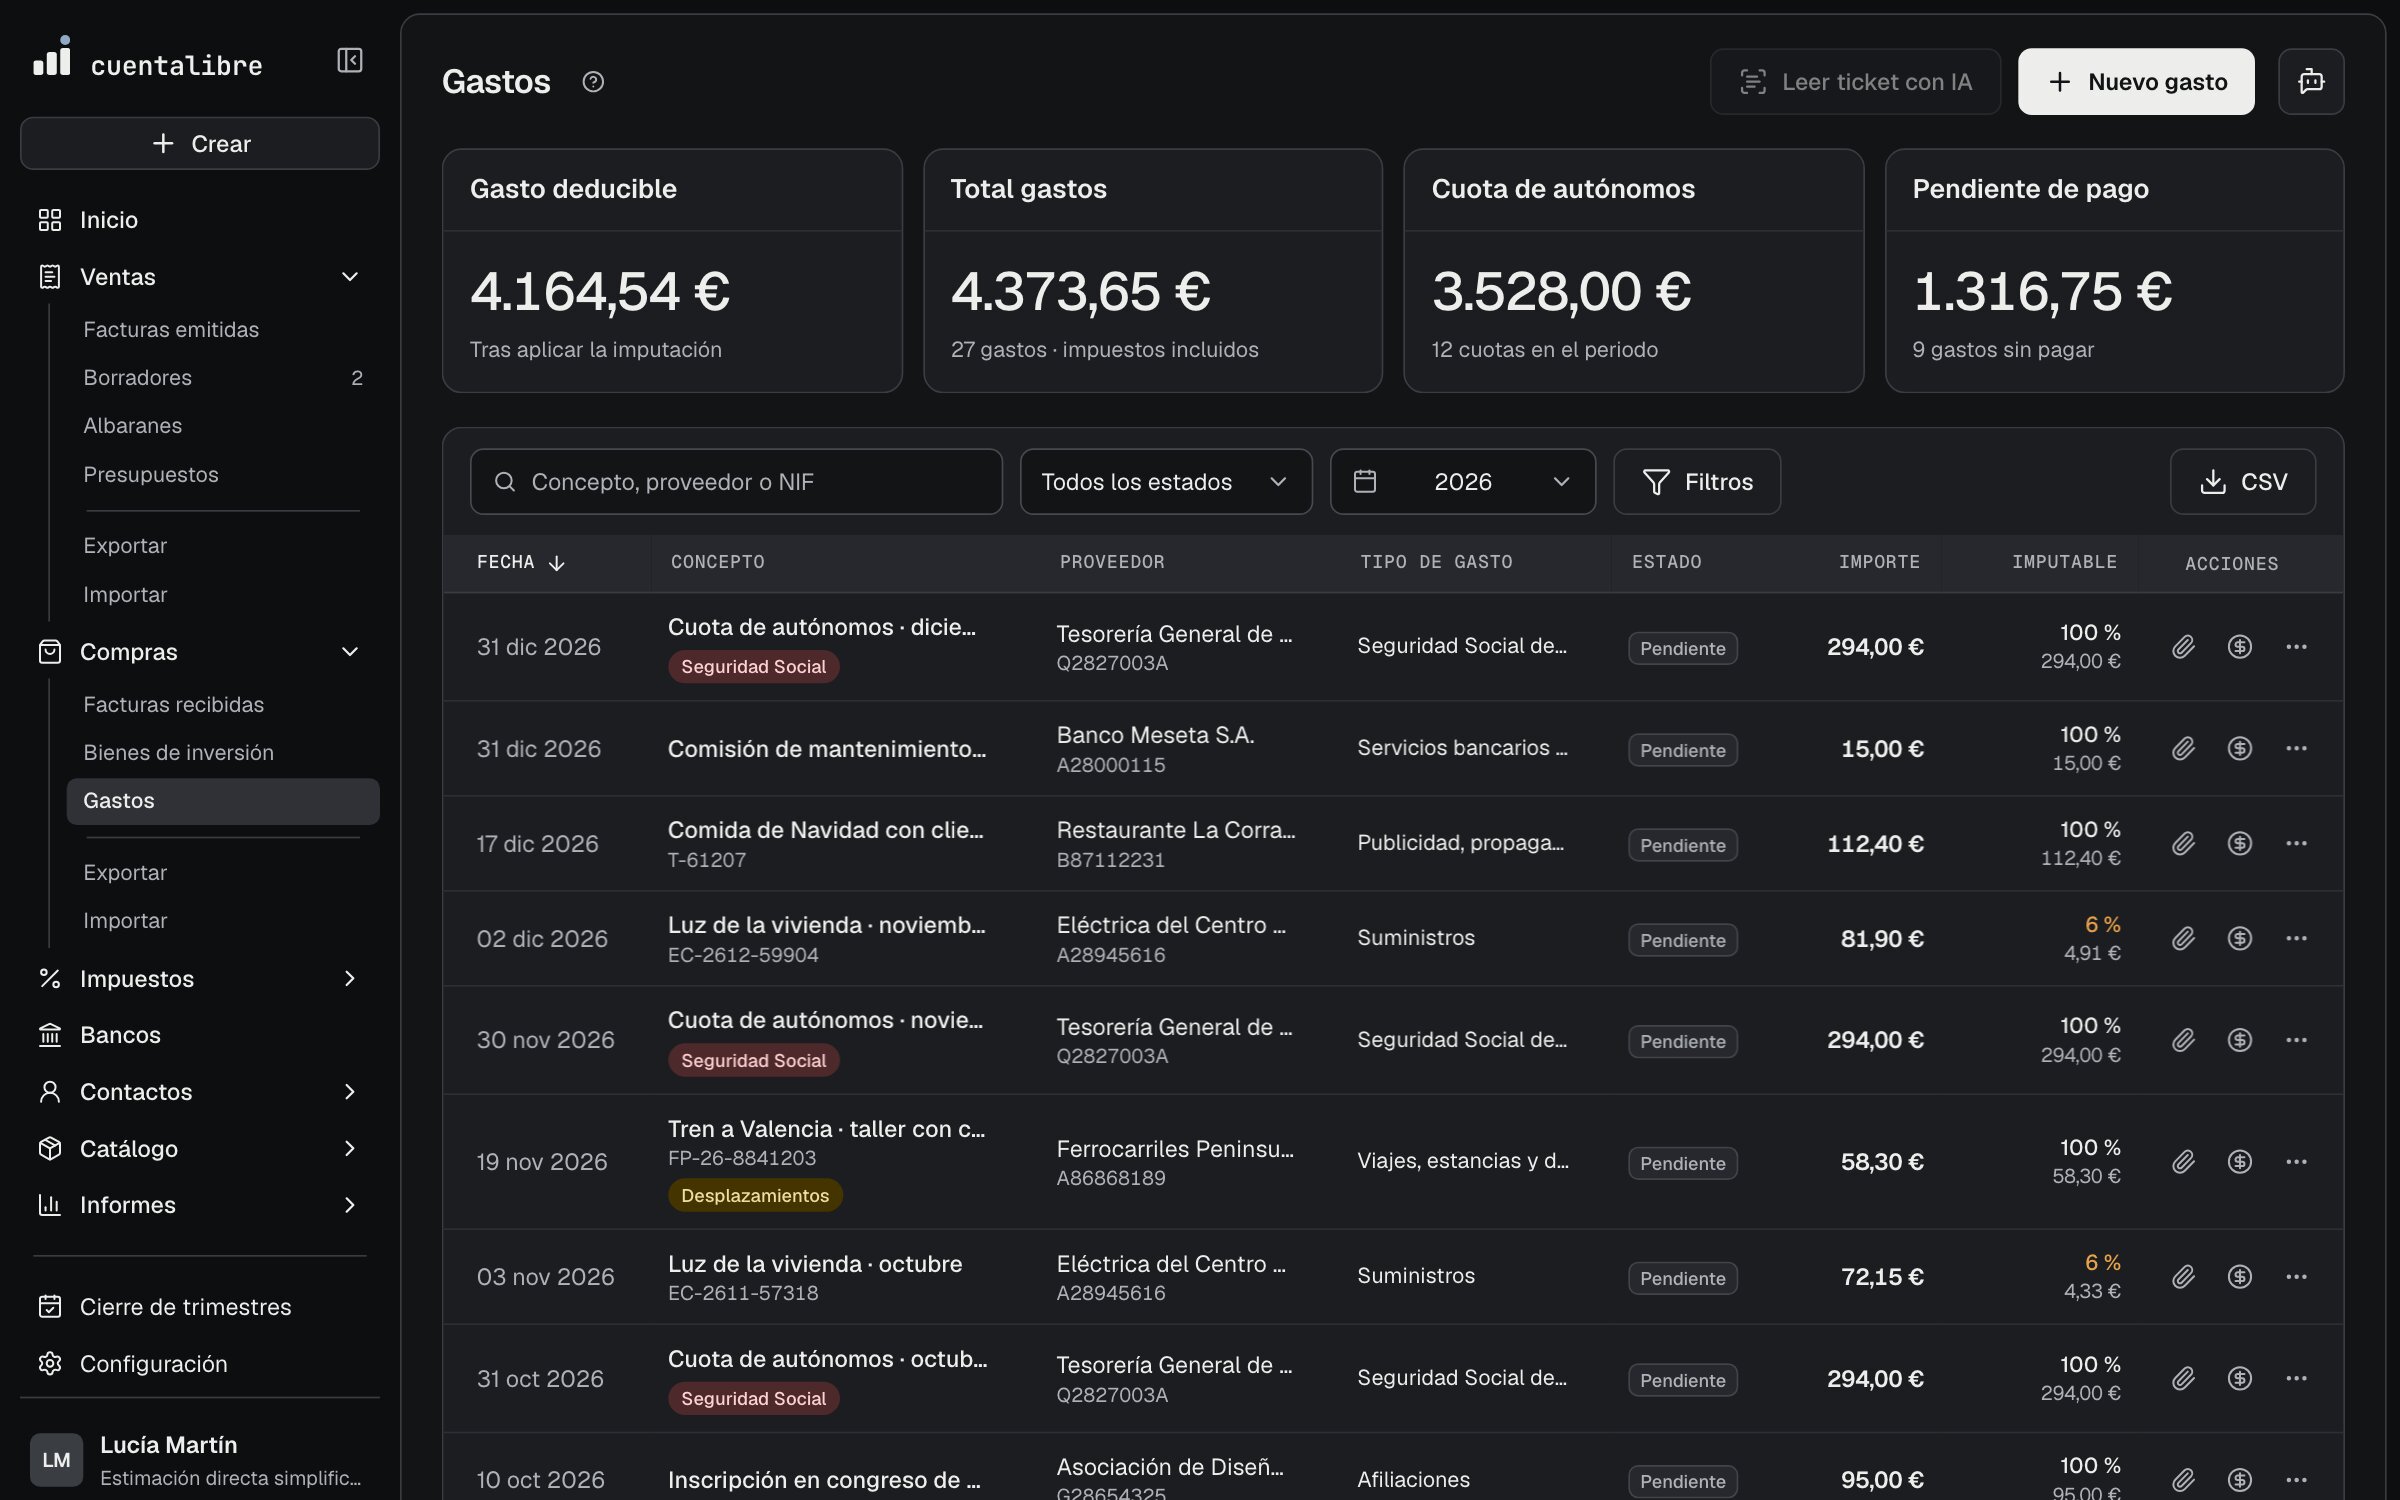 cuentalibre
Crear
Inicio
Ventas
Facturas emitidas
Borradores 2
Albaranes
Presupuestos
Exportar
Importar
Compras
Facturas recibidas
Bienes de inversión
Gastos
Exportar
Importar
Impuestos
Bancos
Contactos
Catálogo
Informes
Cierre de trimestres
Configuración
LM
Lucía Martín
Estimación directa simplific...
Gastos
Leer ticket con IA
Nuevo gasto
Gasto deducible
4.164,54 €
Tras aplicar la imputación
Total gastos
4.373,65 €
27 gastos · impuestos incluidos
Cuota de autónomos
3.528,00 €
12 cuotas en el periodo
Pendiente de pago
1.316,75 €
9 gastos sin pagar
Concepto, proveedor o NIF
Todos los estados
2026
Filtros
CSV
FECHA CONCEPTO PROVEEDOR TIPO DE GASTO ESTADO IMPORTE IMPUTABLE ACCIONES
31 dic 2026
Cuota de autónomos · dicie...
Seguridad Social
Tesorería General de ...
Q2827003A
Seguridad Social de...
Pendiente
294,00 €
100 %
294,00 €
31 dic 2026
Comisión de mantenimiento...
Banco Meseta S.A.
A28000115
Servicios bancarios ...
Pendiente
15,00 €
100 %
15,00 €
17 dic 2026
Comida de Navidad con clie...
T-61207
Restaurante La Corra...
B87112231
Publicidad, propaga...
Pendiente
112,40 €
100 %
112,40 €
02 dic 2026
Luz de la vivienda · noviemb...
EC-2612-59904
Eléctrica del Centro ...
A28945616
Suministros
Pendiente
81,90 €
6 %
4,91 €
30 nov 2026
Cuota de autónomos · novie...
Seguridad Social
Tesorería General de ...
Q2827003A
Seguridad Social de...
Pendiente
294,00 €
100 %
294,00 €
19 nov 2026
Tren a Valencia · taller con c...
FP-26-8841203
Desplazamientos
Ferrocarriles Peninsu...
A86868189
Viajes, estancias y d...
Pendiente
58,30 €
100 %
58,30 €
03 nov 2026
Luz de la vivienda · octubre
EC-2611-57318
Eléctrica del Centro ...
A28945616
Suministros
Pendiente
72,15 €
6 %
4,33 €
31 oct 2026
Cuota de autónomos · octub...
Seguridad Social
Tesorería General de ...
Q2827003A
Seguridad Social de...
Pendiente
294,00 €
100 %
294,00 €
10 oct 2026
Inscripción en congreso de ...
Asociación de Diseñ...
G28654325
Afiliaciones
Pendiente
95,00 €
100 %
95,00 €